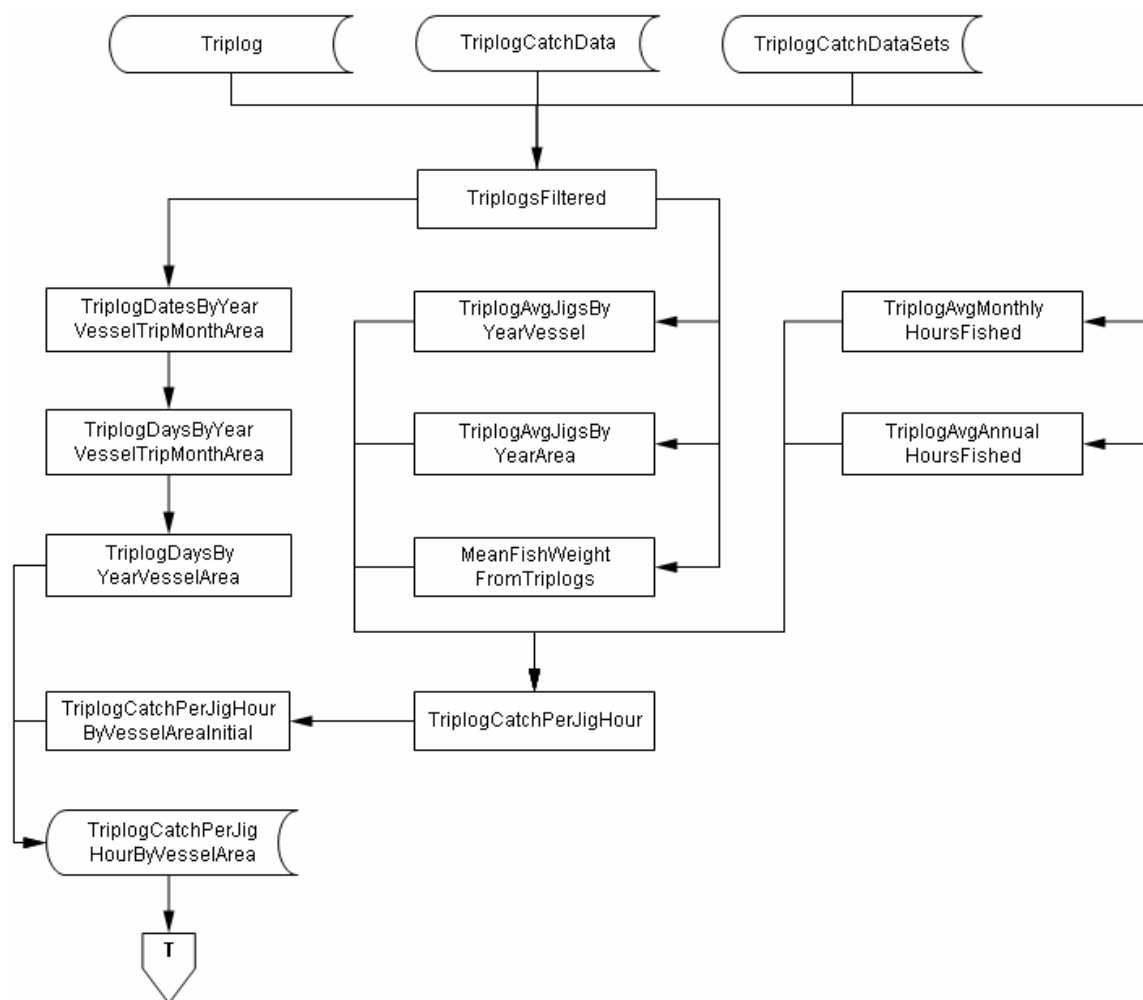 Triplog
TriplogCatchData
TriplogCatchDataSets
TriplogsFiltered
TriplogDatesByYear
VesselTripMonthArea
TriplogAvgJigsBy
YearVessel
TriplogAvgMonthly
HoursFished
TriplogDaysByYear
VesselTripMonthArea
TriplogAvgJigsBy
YearArea
TriplogAvgAnnual
HoursFished
TriplogDaysBy
YearVesselArea
MeanFishWeight
FromTriplogs
TriplogCatchPerJigHour
ByVesselAreaInitial
TriplogCatchPerJigHour
TriplogCatchPerJig
HourByVesselArea
T